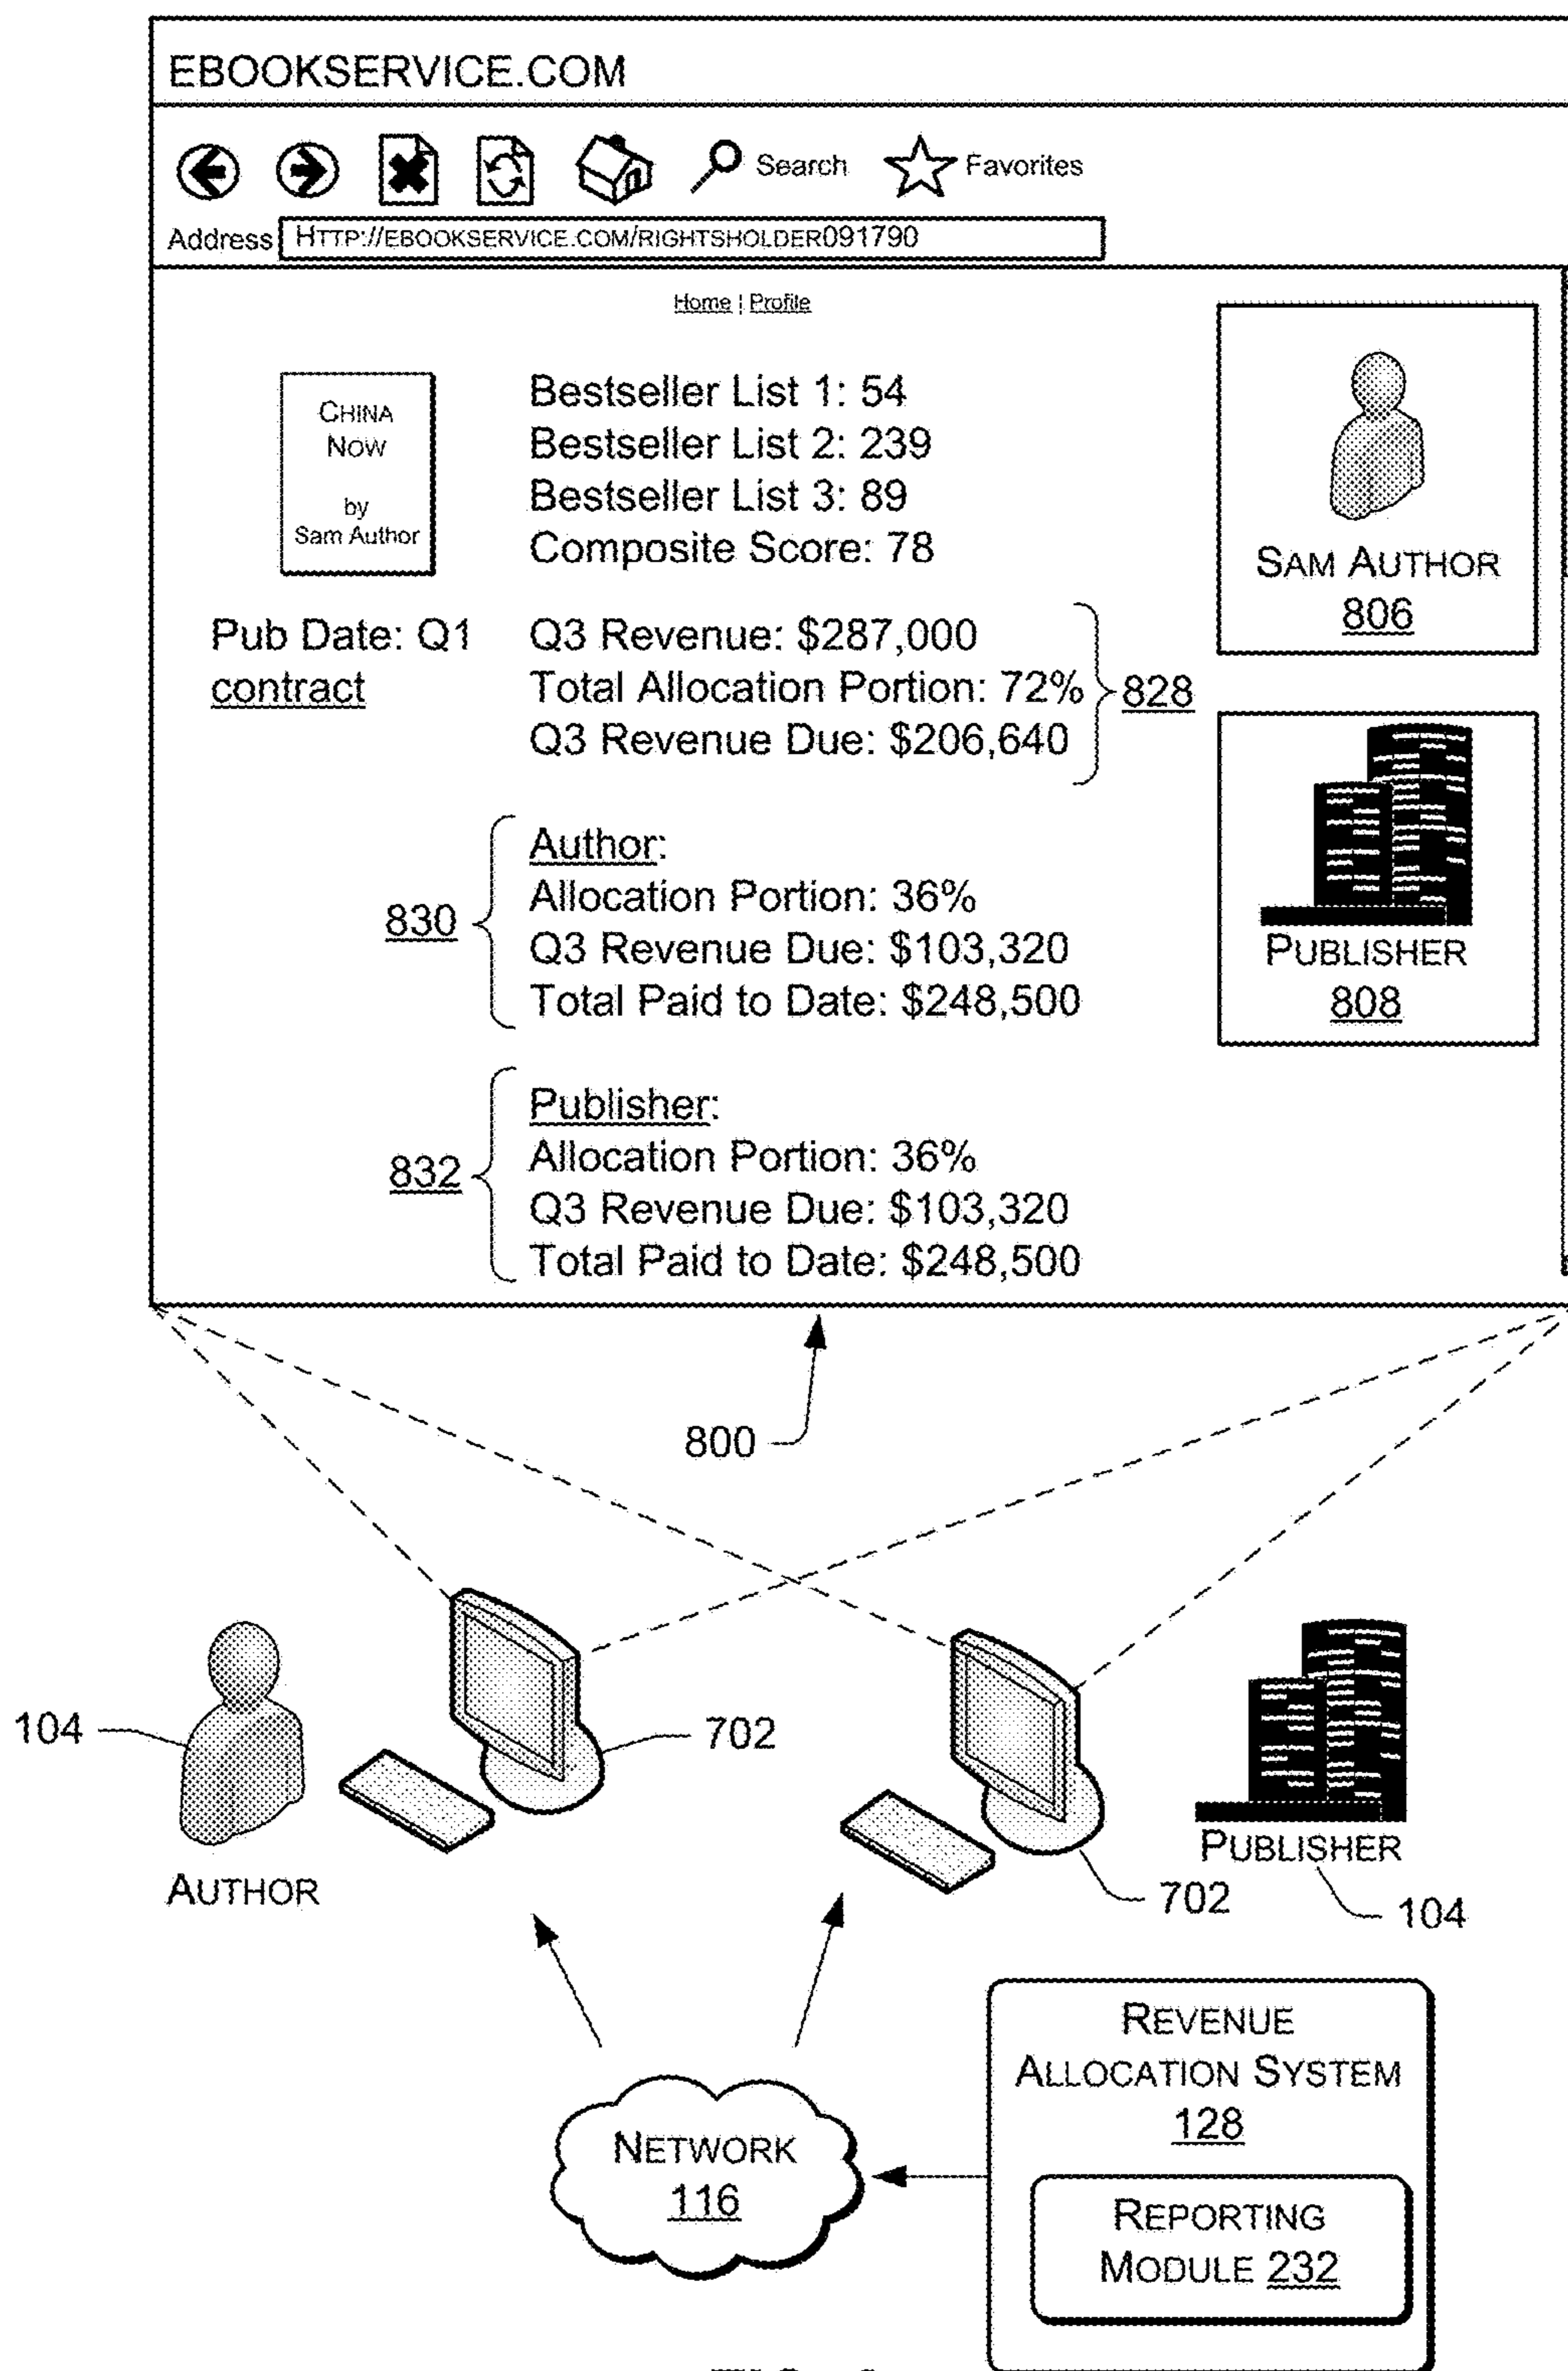 EBOOKSERVICE.COM
Search
Favorites
Address
HTTP://EBOOKSERVICE.COM/RIGHTSHOLDER091790
Home | Profile
CHINA
NOW
by
Sam Author
Bestseller List 1: 54
Bestseller List 2: 239
Bestseller List 3: 89
Composite Score: 78
SAM AUTHOR
806
Pub Date: Q1
contract
Q3 Revenue: $287,000
Total Allocation Portion: 72%
Q3 Revenue Due: $206,640
828
PUBLISHER
808
830
Author:
Allocation Portion: 36%
Q3 Revenue Due: $103,320
Total Paid to Date: $248,500
832
Publisher:
Allocation Portion: 36%
Q3 Revenue Due: $103,320
Total Paid to Date: $248,500
800
104
702
AUTHOR
702
PUBLISHER
104
NETWORK
116
REVENUE
ALLOCATION SYSTEM
128
REPORTING
MODULE 232